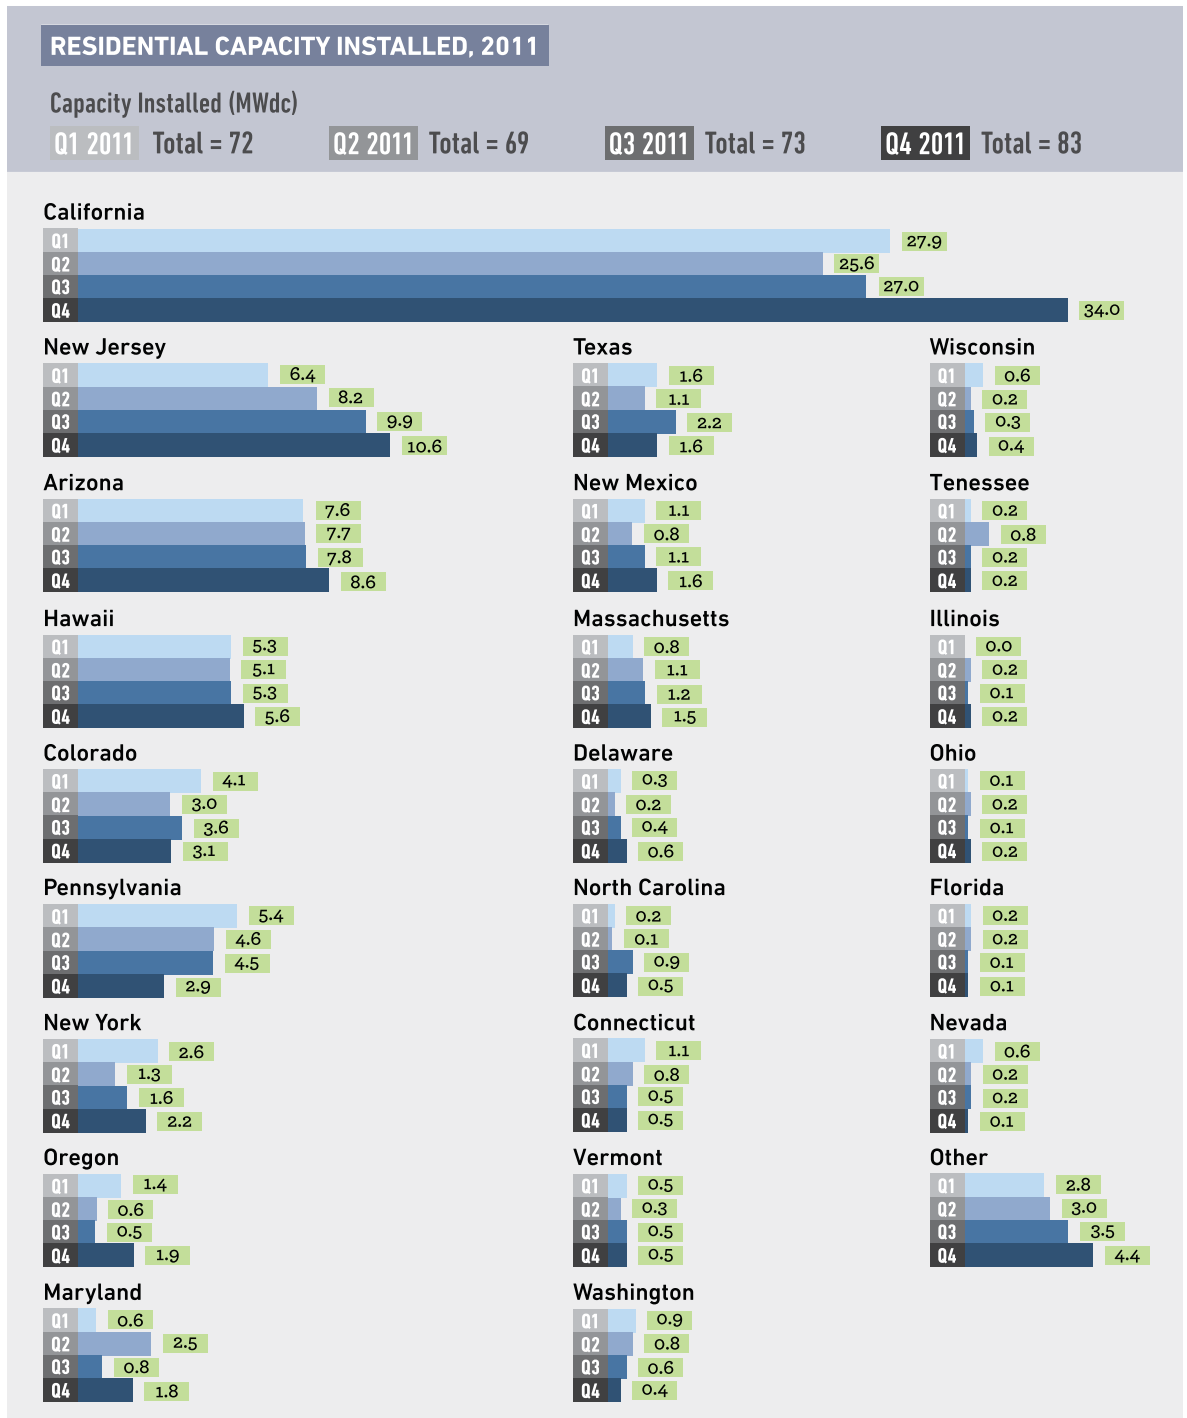 RESIDENTIAL CAPACITY INSTALLED, 2011
Capacity Installed (MWdc)
Q1 2011 Total = 72 Q2 2011 Total = 69 Q3 2011 Total = 73 Q4 2011 Total = 83
California
Q1 27.9
Q2 25.6
Q3 27.0
Q4 34.0
New Jersey
Q1 6.4
Q2 8.2
Q3 9.9
Q4 10.6
Arizona
Q1 7.6
Q2 7.7
Q3 7.8
Q4 8.6
Hawaii
Q1 5.3
Q2 5.1
Q3 5.3
Q4 5.6
Colorado
Q1 4.1
Q2 3.0
Q3 3.6
Q4 3.1
Pennsylvania
Q1 5.4
Q2 4.6
Q3 4.5
Q4 2.9
New York
Q1 2.6
Q2 1.3
Q3 1.6
Q4 2.2
Oregon
Q1 1.4
Q2 0.6
Q3 0.5
Q4 1.9
Maryland
Q1 0.6
Q2 2.5
Q3 0.8
Q4 1.8
Texas
Q1 1.6
Q2 1.1
Q3 2.2
Q4 1.6
New Mexico
Q1 1.1
Q2 0.8
Q3 1.1
Q4 1.6
Massachusetts
Q1 0.8
Q2 1.1
Q3 1.2
Q4 1.5
Delaware
Q1 0.3
Q2 0.2
Q3 0.4
Q4 0.6
North Carolina
Q1 0.2
Q2 0.1
Q3 0.9
Q4 0.5
Connecticut
Q1 1.1
Q2 0.8
Q3 0.5
Q4 0.5
Vermont
Q1 0.5
Q2 0.3
Q3 0.5
Q4 0.5
Washington
Q1 0.9
Q2 0.8
Q3 0.6
Q4 0.4
Wisconsin
Q1 0.6
Q2 0.2
Q3 0.3
Q4 0.4
Tenessee
Q1 0.2
Q2 0.8
Q3 0.2
Q4 0.2
Illinois
Q1 0.0
Q2 0.2
Q3 0.1
Q4 0.2
Ohio
Q1 0.1
Q2 0.2
Q3 0.1
Q4 0.2
Florida
Q1 0.2
Q2 0.2
Q3 0.1
Q4 0.1
Nevada
Q1 0.6
Q2 0.2
Q3 0.2
Q4 0.1
Other
Q1 2.8
Q2 3.0
Q3 3.5
Q4 4.4